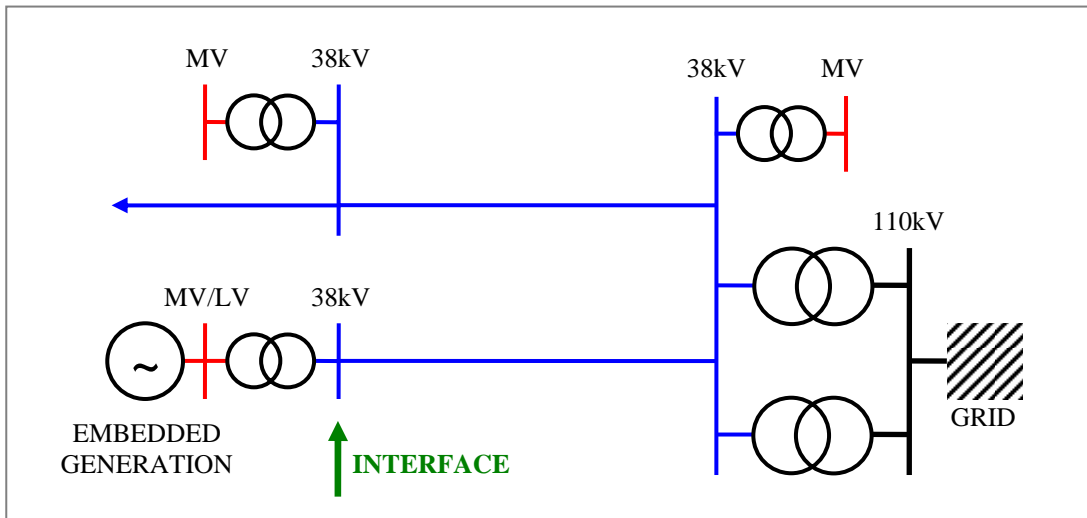 MV
38kV
38kV
MV
110kV
MV/LV
38kV
~
EMBEDDED
GENERATION
INTERFACE
GRID